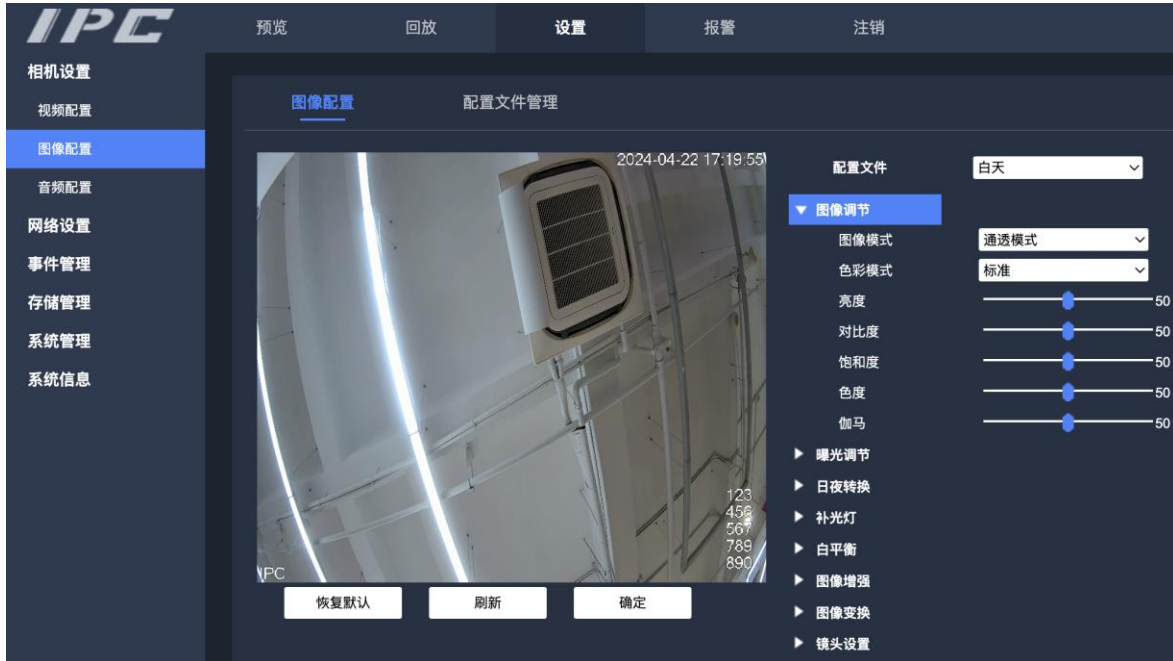 IPC
预览 回放 设置 报警 注销
相机设置
视频配置
图像配置
音频配置
网络设置
事件管理
存储管理
系统管理
系统信息
图像配置 配置文件管理
2024-04-22 17:19:55
123
456
567
789
890
IPC
恢复默认 刷新 确定
配置文件 白天
图像调节
图像模式 通透模式
色彩模式 标准
亮度 50
对比度 50
饱和度 50
色度 50
伽马 50
曝光调节
日夜转换
补光灯
白平衡
图像增强
图像变换
镜头设置